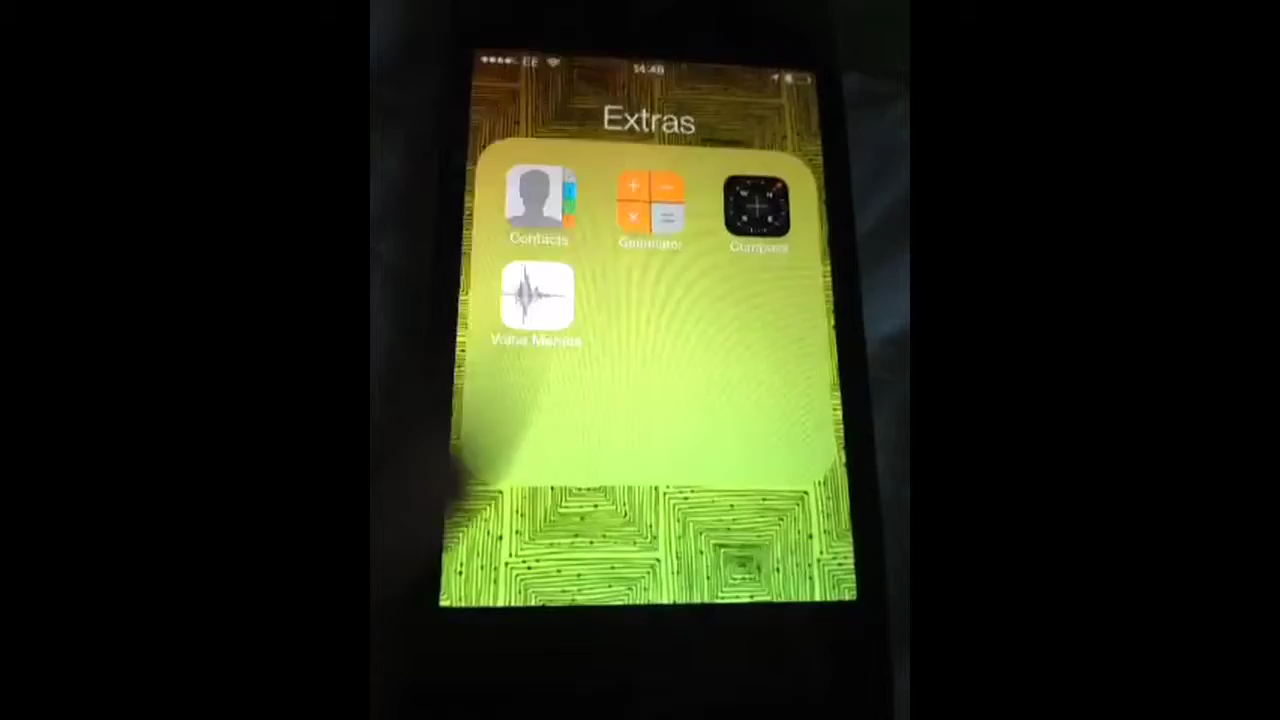 EE
14:48
Extras
Contacts
Calculator
Compass
Voice Memos